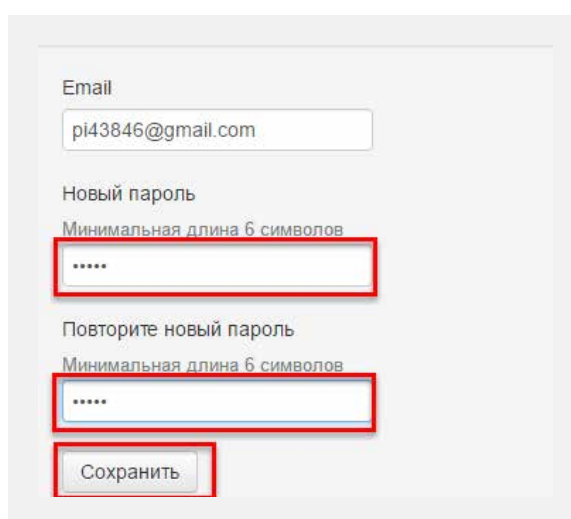 Email
pi43846@gmail.com
Новый пароль
Минимальная длина 6 символов
•••••
Повторите новый пароль
Минимальная длина 6 символов
•••••
Сохранить